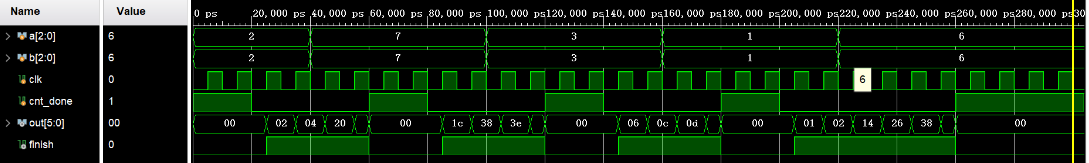 Name Value
0 ps 20,000 ps 40,000 ps 60,000 ps 80,000 ps 100,000 ps 120,000 ps 140,000 ps 160,000 ps 180,000 ps 200,000 ps 220,000 ps 240,000 ps 260,000 ps 280,000 ps 30
a[2:0] 6 2 7 3 1 6
b[2:0] 6 2 7 3 1 6
clk 0 6
cnt_done 1
out[5:0] 00 00 02 04 20 00 1c 38 3e 00 06 0c 0d 00 01 02 14 26 38 00
finish 0